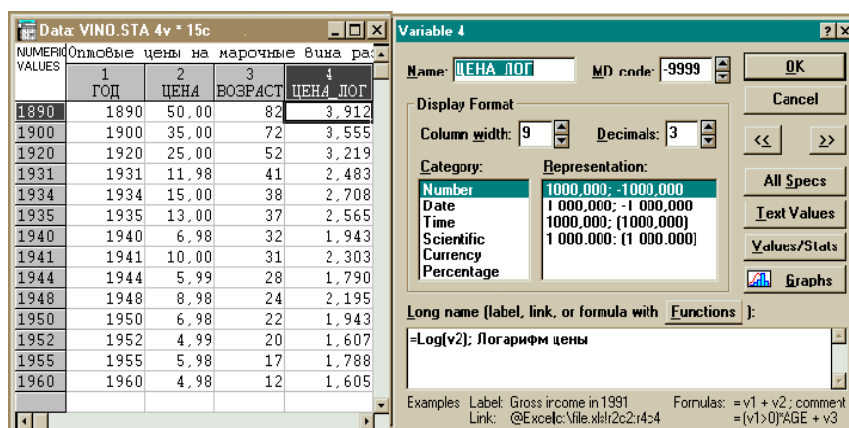 Data: VINO.STA 4v * 15c
NUMERIC VALUES
Оптовые цены на марочные вина раз
1 ГОД 2 ЦЕНА 3 ВОЗРАСТ 4 ЦЕНА_ЛОГ
1890 1890 50,00 82 3,912
1900 1900 35,00 72 3,555
1920 1920 25,00 52 3,219
1931 1931 11,98 41 2,483
1934 1934 15,00 38 2,708
1935 1935 13,00 37 2,565
1940 1940 6,98 32 1,943
1941 1941 10,00 31 2,303
1944 1944 5,99 28 1,790
1948 1948 8,98 24 2,195
1950 1950 6,98 22 1,943
1952 1952 4,99 20 1,607
1955 1955 5,98 17 1,788
1960 1960 4,98 12 1,605
Variable 4
Name: ЦЕНА_ЛОГ MD code: -9999 OK
Cancel
Display Format
Column width: 9 Decimals: 3 << >>
Category: Representation:
Number 1000,000; -1000,000 All Specs
Date 1 000,000; -1 000,000
Time 1000,000; (1000,000) Text Values
Scientific 1 000.000; (1 000.000)
Currency Values/Stats
Percentage
Graphs
Long name (label, link, or formula with Functions ):
=Log(v2); Логарифм цены
Examples Label: Gross income in 1991 Formulas: = v1 + v2 ; comment
Link: @Excel|c:\file.xls!r2c2:r4c4 =(v1>0)*AGE + v3